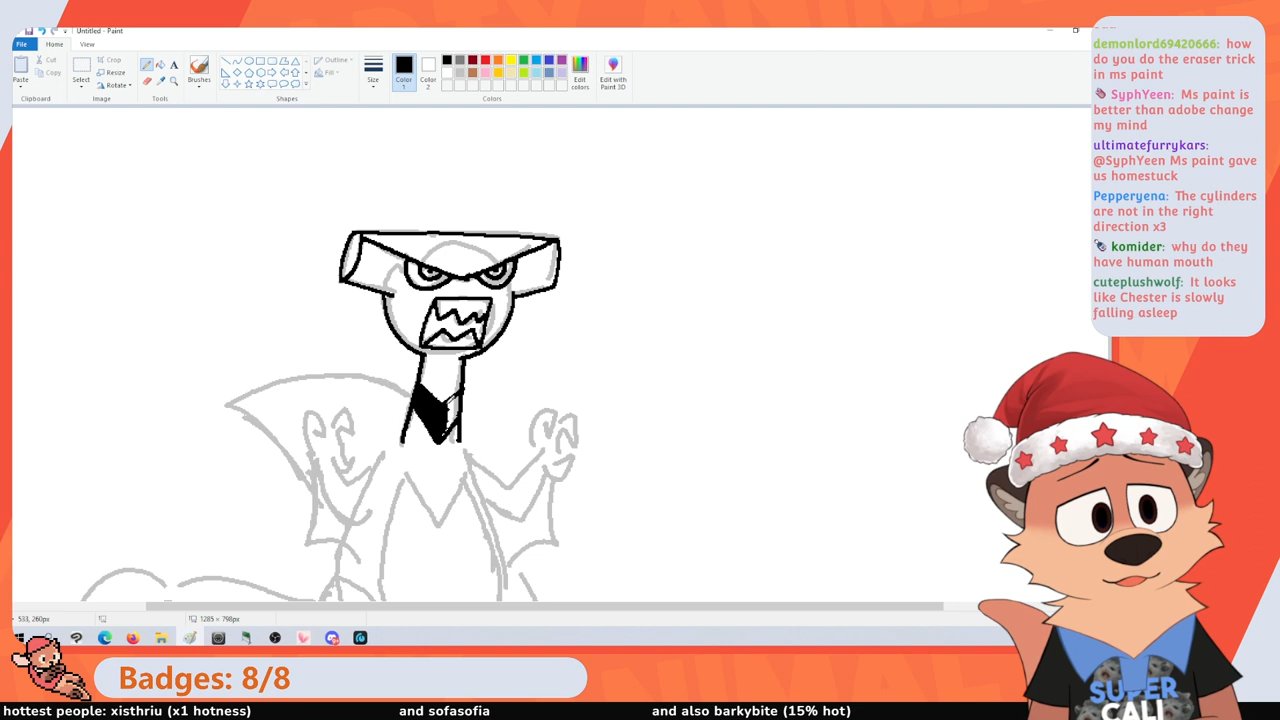 Untitled - Paint
File Home View
Cut
Copy
Paste
Clipboard
Crop
Resize
Rotate
Select
Image
A
Tools
Brushes
Outline
Fill
Shapes
Size
Color 1
Color 2
Edit colors
Edit with Paint 3D
Colors
demonlord69420666: how
do you do the eraser trick
in ms paint
SyphYeen: Ms paint is
better than adobe change
my mind
ultimatefurrykars:
@SyphYeen Ms paint gave
us homestuck
Pepperyena: The cylinders
are not in the right
direction x3
komider: why do they
have human mouth
cuteplushwolf: It looks
like Chester is slowly
falling asleep
533, 260px
1285 × 798px
SUPER
CALI
Badges: 8/8
hottest people: xisthriu (x1 hotness) and sofasofia and also barkybite (15% hot)